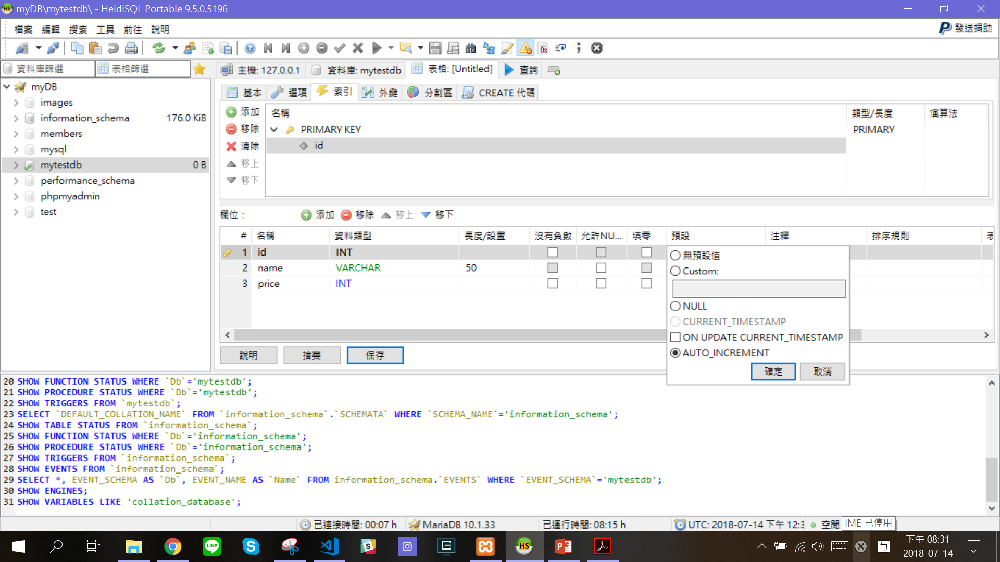 myDB\mytestdb\ - HeidiSQL Portable 9.5.0.5196
檔案 編輯 搜索 工具 前往 說明
發送捐助
資料庫篩選 表格篩選
主機: 127.0.0.1 資料庫: mytestdb 表格: [Untitled] 查詢
myDB
images
information_schema 176.0 KiB
members
mysql
mytestdb 0 B
performance_schema
phpmyadmin
test
基本 選項 索引 外鍵 分割區 CREATE 代碼
添加
移除
清除
移上
移下
名稱 類型/長度 演算法
PRIMARY KEY PRIMARY
id
欄位： 添加 移除 移上 移下
# 名稱 資料類型 長度/設置 沒有負數 允許NU... 填零 預設 注釋 排序規則
1 id INT
2 name VARCHAR 50
3 price INT
無預設值
Custom:
NULL
CURRENT_TIMESTAMP
ON UPDATE CURRENT_TIMESTAMP
AUTO_INCREMENT
確定 取消
說明 捨棄 保存
20 SHOW FUNCTION STATUS WHERE `Db`='mytestdb';
21 SHOW PROCEDURE STATUS WHERE `Db`='mytestdb';
22 SHOW TRIGGERS FROM `mytestdb`;
23 SELECT `DEFAULT_COLLATION_NAME` FROM `information_schema`.`SCHEMATA` WHERE `SCHEMA_NAME`='information_schema';
24 SHOW TABLE STATUS FROM `information_schema`;
25 SHOW FUNCTION STATUS WHERE `Db`='information_schema';
26 SHOW PROCEDURE STATUS WHERE `Db`='information_schema';
27 SHOW TRIGGERS FROM `information_schema`;
28 SHOW EVENTS FROM `information_schema`;
29 SELECT *, EVENT_SCHEMA AS `Db`, EVENT_NAME AS `Name` FROM information_schema.`EVENTS` WHERE `EVENT_SCHEMA`='mytestdb';
30 SHOW ENGINES;
31 SHOW VARIABLES LIKE 'collation_database';
已連接時間: 00:07 h MariaDB 10.1.33 已運行時間: 08:15 h UTC: 2018-07-14 下午 12:3 空閒 IME 已停用
下午 08:31
2018-07-14